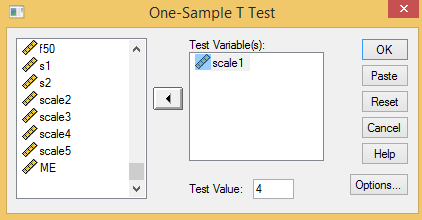 One-Sample T Test
f50
s1
s2
scale2
scale3
scale4
scale5
ME
Test Variable(s):
scale1
Test Value: 4
OK
Paste
Reset
Cancel
Help
Options...